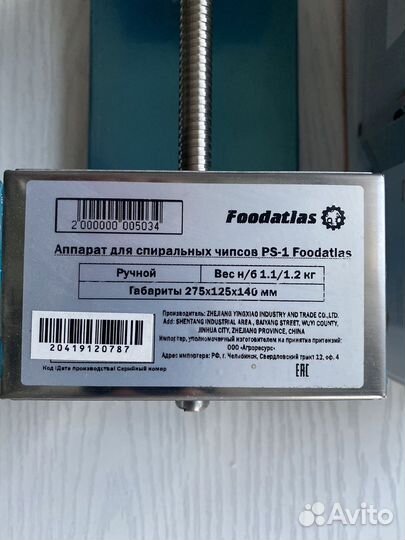 2 000000 005034
Foodatlas
Аппарат для спиральных чипсов PS-1 Foodatlas
Ручной
Вес н/б 1.1/1.2 кг
Габариты 275х125х140 мм
20419120787
Код |Дата производства| Серийный номер
Производитель: ZHEJIANG YINGXIAO INDUSTRY AND TRADE CO.,LTD.
Add: SHENTANG INDUSTRIAL AREA, BAIYANG STREET, WUYI COUNTY,
JINHUA CITY, ZHEJIANG PROVINCE, CHINA
Импортер, уполномоченный изготовителем на принятие претензий:
ООО «Агроресурс»
Адрес импортера: РФ, г. Челябинск, Свердловский тракт 12, оф. 4
EAC
Avito